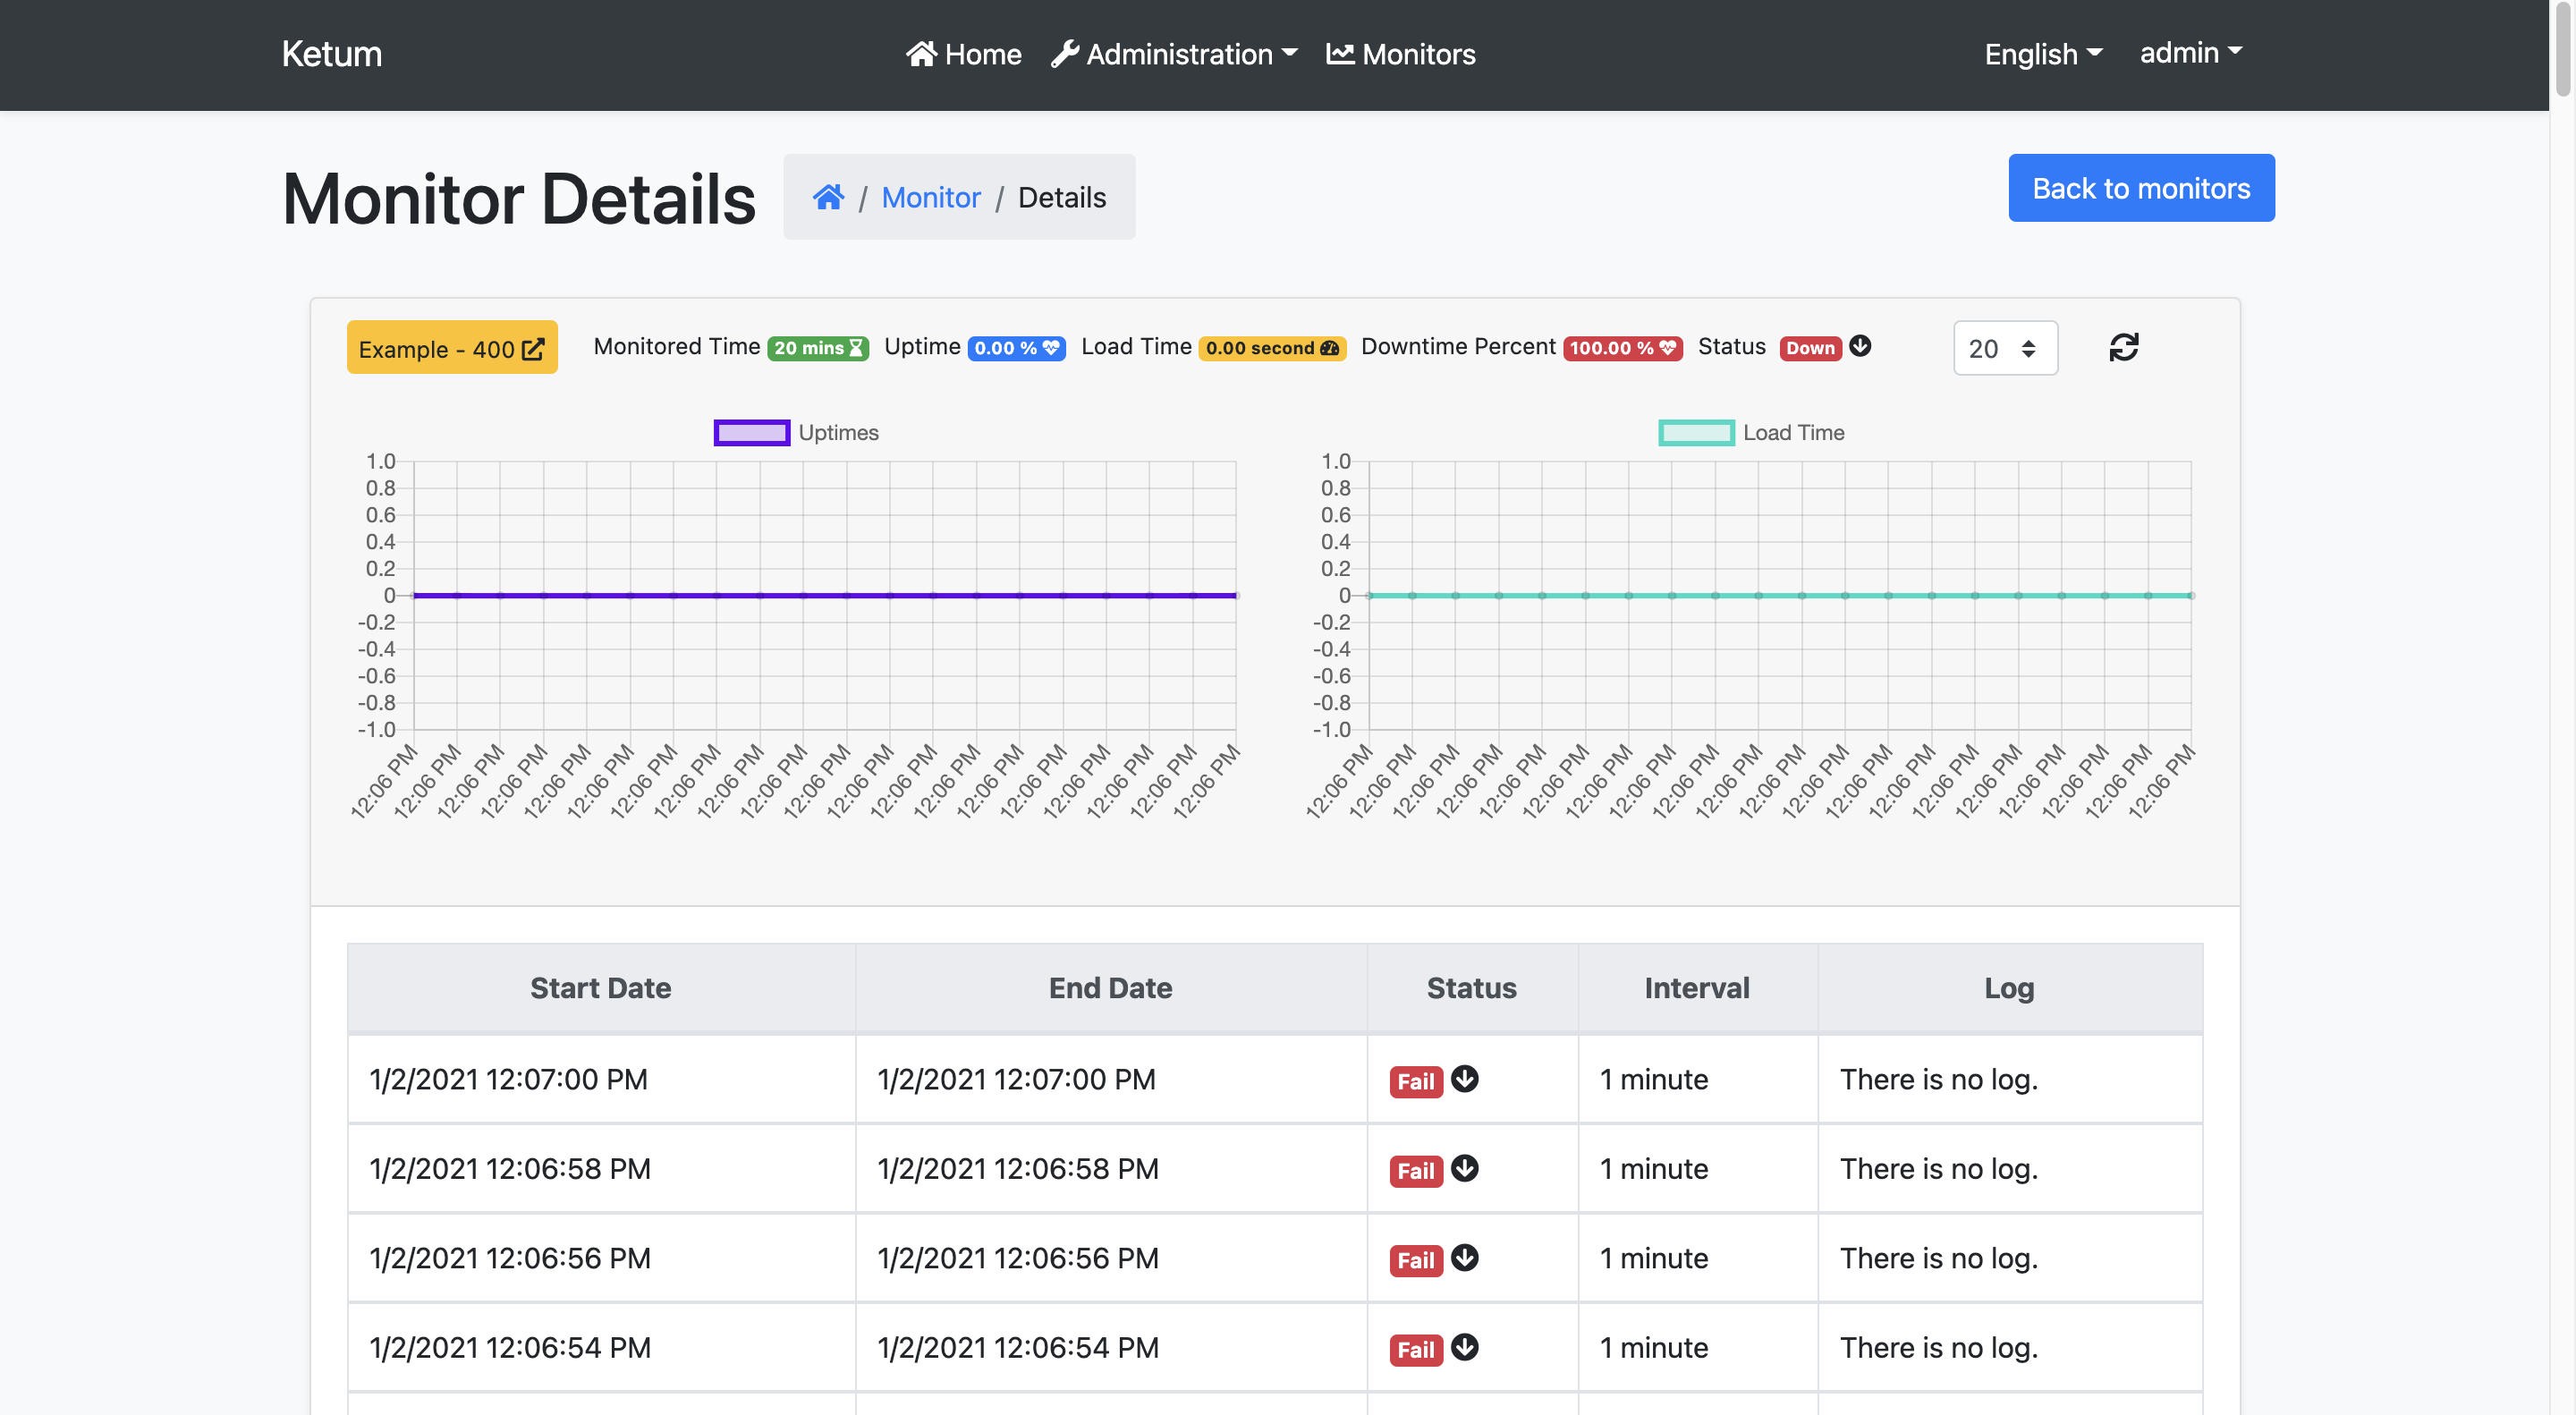 Ketum
Home Administration Monitors
English admin
Monitor Details
/ Monitor / Details
Back to monitors
Example - 400 Monitored Time 20 mins Uptime 0.00 % Load Time 0.00 second Downtime Percent 100.00 % Status Down 20
Uptimes
1.0
0.8
0.6
0.4
0.2
0
-0.2
-0.4
-0.6
-0.8
-1.0
12:06 PM 12:06 PM 12:06 PM 12:06 PM 12:06 PM 12:06 PM 12:06 PM 12:06 PM 12:06 PM 12:06 PM 12:06 PM 12:06 PM 12:06 PM 12:06 PM 12:06 PM 12:06 PM 12:06 PM 12:06 PM 12:06 PM 12:06 PM
Load Time
1.0
0.8
0.6
0.4
0.2
0
-0.2
-0.4
-0.6
-0.8
-1.0
12:06 PM 12:06 PM 12:06 PM 12:06 PM 12:06 PM 12:06 PM 12:06 PM 12:06 PM 12:06 PM 12:06 PM 12:06 PM 12:06 PM 12:06 PM 12:06 PM 12:06 PM 12:06 PM 12:06 PM 12:06 PM 12:06 PM 12:06 PM
Start Date End Date Status Interval Log
1/2/2021 12:07:00 PM 1/2/2021 12:07:00 PM Fail 1 minute There is no log.
1/2/2021 12:06:58 PM 1/2/2021 12:06:58 PM Fail 1 minute There is no log.
1/2/2021 12:06:56 PM 1/2/2021 12:06:56 PM Fail 1 minute There is no log.
1/2/2021 12:06:54 PM 1/2/2021 12:06:54 PM Fail 1 minute There is no log.